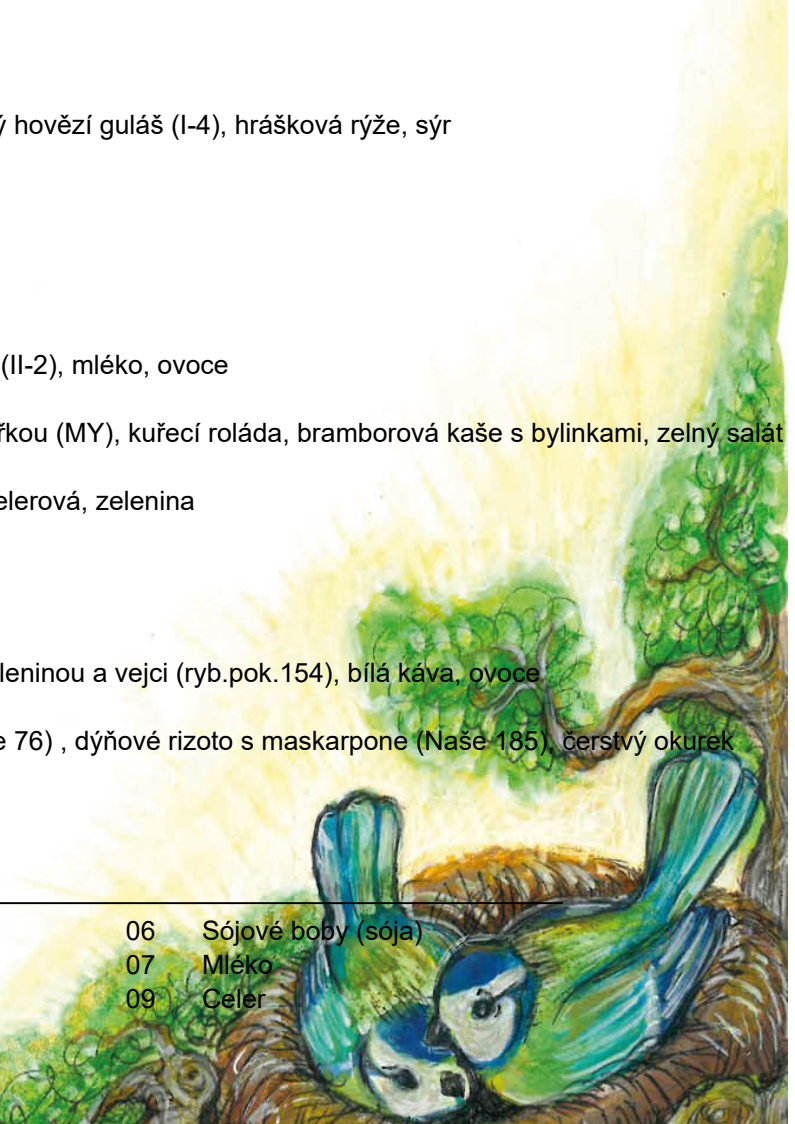 ý hovězí guláš (I-4), hrášková rýže, sýr
(II-2), mléko, ovoce
řkou (MY), kuřecí roláda, bramborová kaše s bylinkami, zelný salát
elerová, zelenina
leninou a vejci (ryb.pok.154), bílá káva, ovoce
e 76) , dýňové rizoto s maskarpone (Naše 185), čerstvý okurek
06 Sójové boby (sója)
07 Mléko
09 Celer